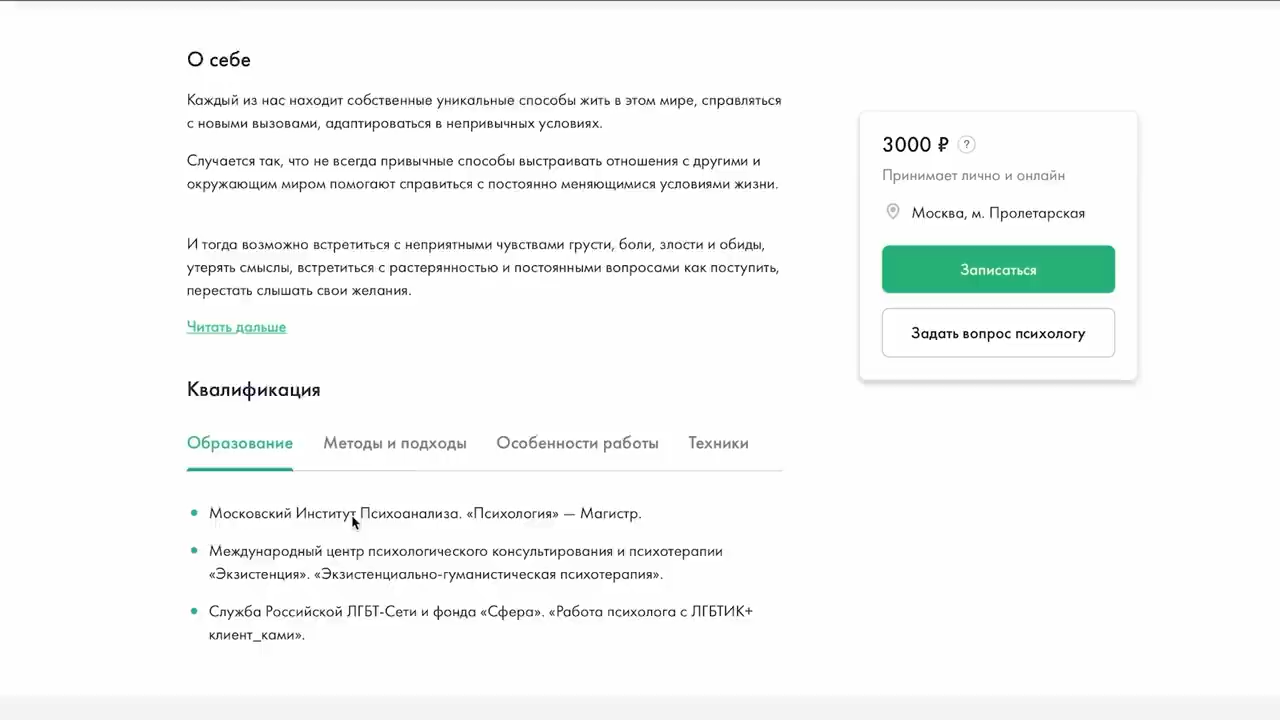 О себе
Каждый из нас находит собственные уникальные способы жить в этом мире, справляться
с новыми вызовами, адаптироваться в непривычных условиях.
Случается так, что не всегда привычные способы выстраивать отношения с другими и
окружающим миром помогают справиться с постоянно меняющимися условиями жизни.
И тогда возможно встретиться с неприятными чувствами грусти, боли, злости и обиды,
утерять смыслы, встретиться с растерянностью и постоянными вопросами как поступить,
перестать слышать свои желания.
Читать дальше
Квалификация
Образование Методы и подходы Особенности работы Техники
Московский Институт Психоанализа. «Психология» — Магистр.
Международный центр психологического консультирования и психотерапии
«Экзистенция». «Экзистенциально-гуманистическая психотерапия».
Служба Российской ЛГБТ-Сети и фонда «Сфера». «Работа психолога с ЛГБТИК+
клиент_ками».
3000 ₽ ?
Принимает лично и онлайн
Москва, м. Пролетарская
Записаться
Задать вопрос психологу